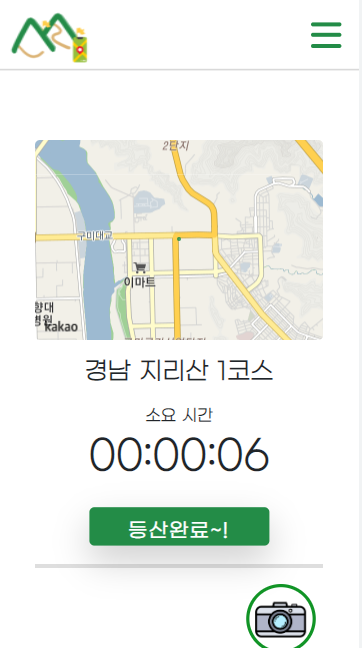 2단지
구미대교
이마트
향대
병원
kakao
경남 지리산 1코스
소요 시간
00:00:06
등산완료~!